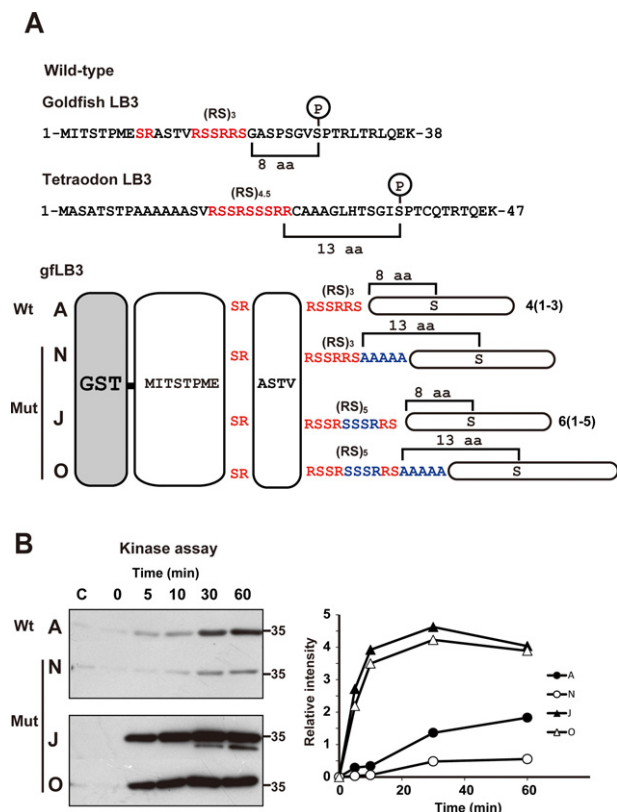 A
Wild-type
Goldfish LB3
(RS)3
P
1-MITSTPMESRASTVRSSRRSGASPSGVSPTRLTRLQEK-38
8 aa
Tetraodon LB3
(RS)4.5
P
1-MASATSTPAAAAAASVRSSRSSSRRCAAAGLHTSGISPTCQTRTQEK-47
13 aa
gfLB3
Wt A GST MITSTPME SR ASTV (RS)3 RSSRRS 8 aa S 4(1-3)
N SR (RS)3 RSSRRSAAAAA 13 aa S
Mut J SR (RS)5 RSSRSSSRRS 8 aa S 6(1-5)
O SR (RS)5 RSSRSSSRRSAAAAA 13 aa S
B
Kinase assay
Time (min)
C 0 5 10 30 60
Wt A 35
N 35
Mut J 35
O 35
Relative intensity
5
4
3
2
1
0
0 20 40 60
Time (min)
A
N
J
O